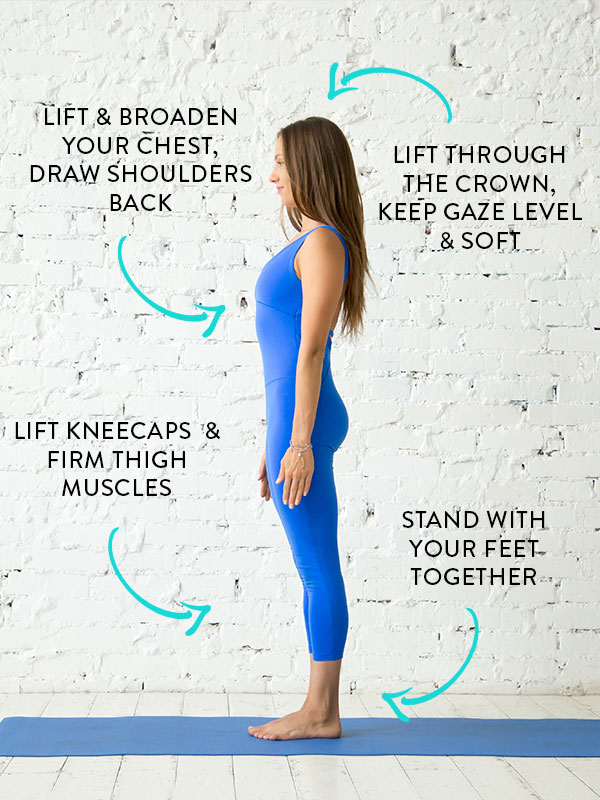 LIFT & BROADEN
YOUR CHEST,
DRAW SHOULDERS
BACK
LIFT THROUGH
THE CROWN,
KEEP GAZE LEVEL
& SOFT
LIFT KNEECAPS &
FIRM THIGH
MUSCLES
STAND WITH
YOUR FEET
TOGETHER